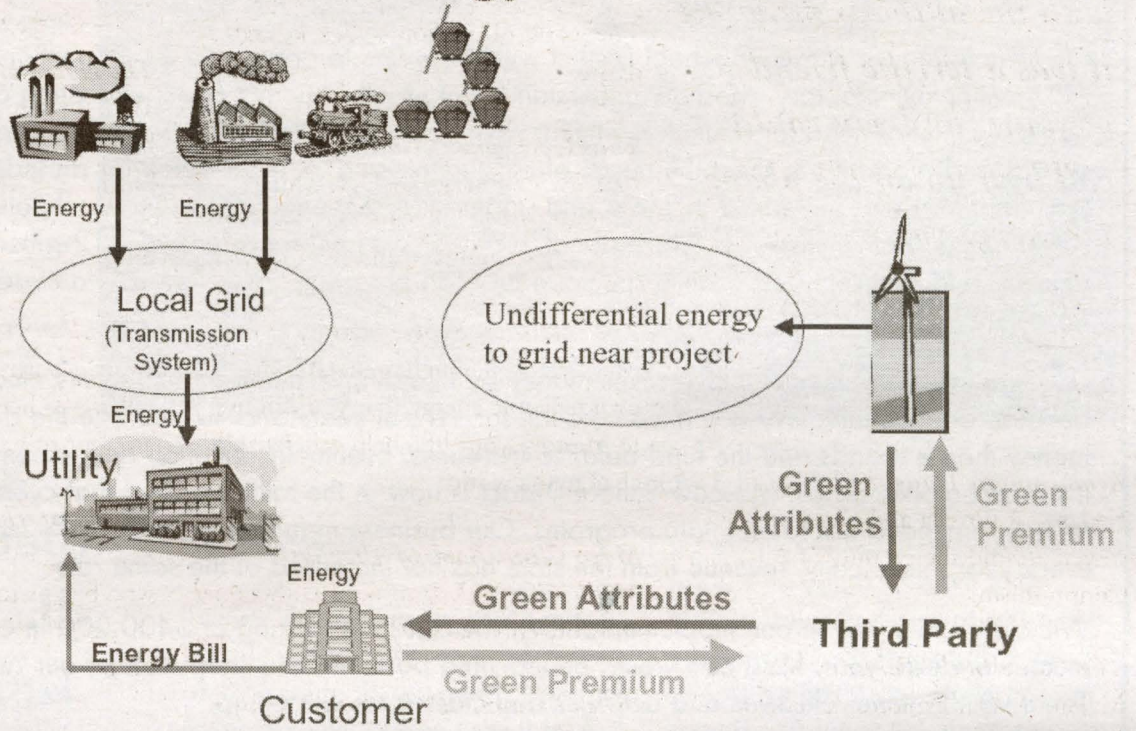 Energy
Energy
Local Grid
(Transmission
System)
Energy
Utility
Energy
Energy Bill
Customer
Undifferential energy
to grid near project
Green
Attributes
Green
Premium
Green Attributes
Green Premium
Third Party